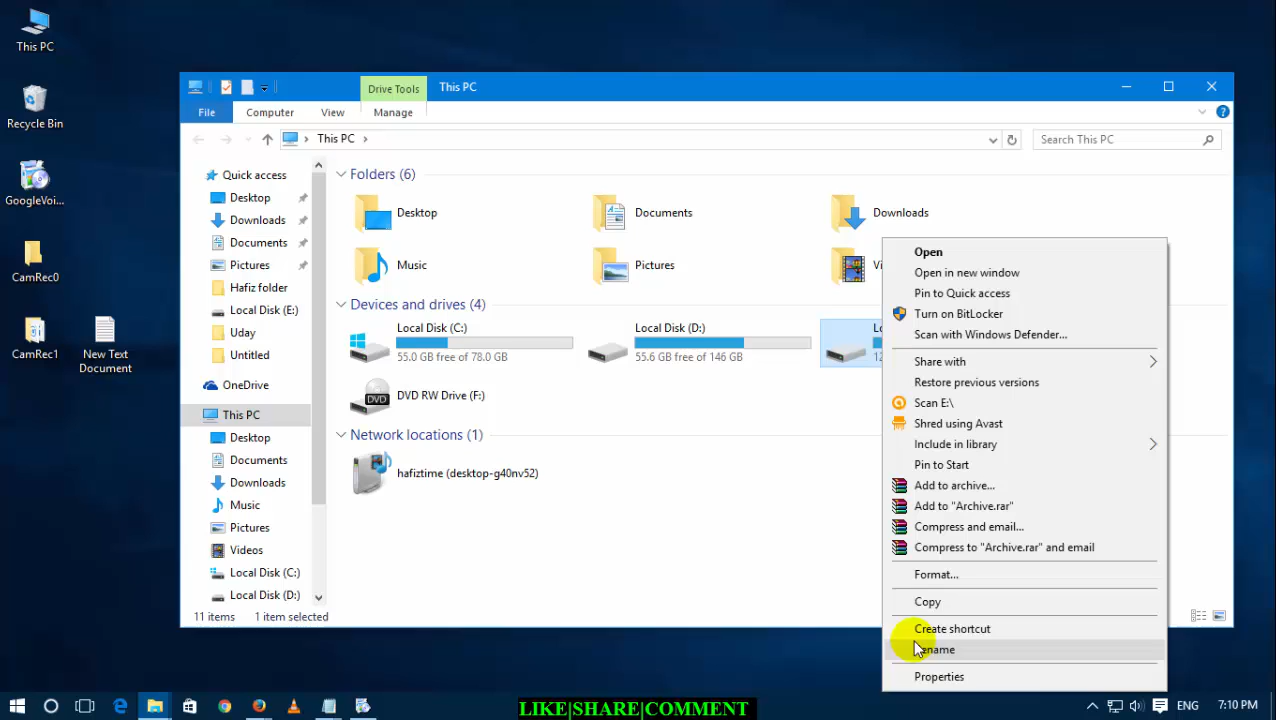 This PC
Recycle Bin
GoogleVoi...
CamRec0
CamRec1
New Text
Document
Drive Tools
This PC
File
Computer
View
Manage
This PC
Search This PC
Quick access
Desktop
Downloads
Documents
Pictures
Hafiz folder
Local Disk (E:)
Uday
Untitled
OneDrive
This PC
Desktop
Documents
Downloads
Music
Pictures
Videos
Local Disk (C:)
Local Disk (D:)
Folders (6)
Desktop
Documents
Downloads
Music
Pictures
Devices and drives (4)
Local Disk (C:)
55.0 GB free of 78.0 GB
Local Disk (D:)
55.6 GB free of 146 GB
DVD RW Drive (F:)
DVD
Network locations (1)
hafiztime (desktop-g40nv52)
Open
Open in new window
Pin to Quick access
Turn on BitLocker
Scan with Windows Defender...
Share with
Restore previous versions
Scan E:\
Shred using Avast
Include in library
Pin to Start
Add to archive...
Add to "Archive.rar"
Compress and email...
Compress to "Archive.rar" and email
Format...
Copy
Create shortcut
ename
Properties
11 items
1 item selected
LIKE|SHARE|COMMENT
ENG
7:10 PM